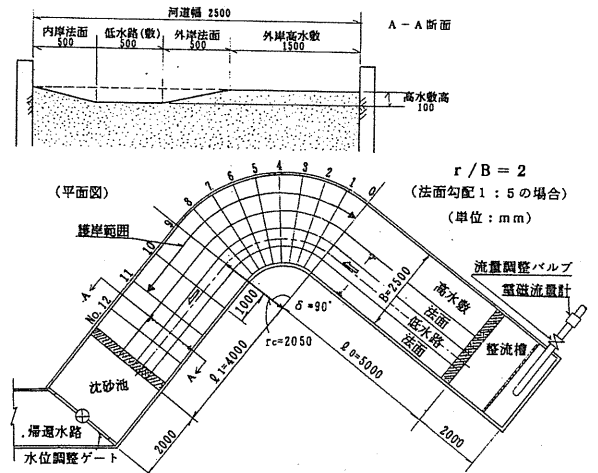 河道幅 2500
A-A断面
内岸法面 低水路(敷) 外岸法面 外岸高水敷
500 500 500 1500
高水敷高
100
(平面図)
護岸範囲
r/B=2
(法面勾配1:5の場合)
(単位:mm)
0
1
2
3
4
5
6
7
8
9
10
11
No.12
A
A
1000
δ=90°
rc=2050
B=2500
高水敷
法面
低水路
法面
整流槽
流量調整バルブ
電磁流量計
ℓ1=4000
ℓ0=5000
2000
2000
沈砂池
帰還水路
水位調整ゲート